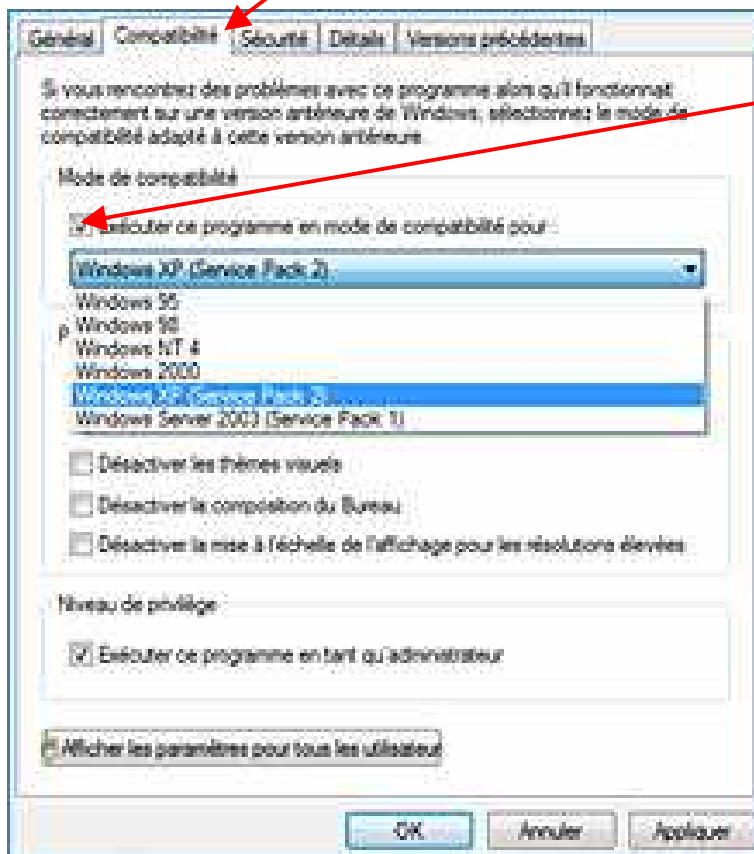 Général Compatibilité Sécurité Détails Versions précédentes
Si vous rencontrez des problèmes avec ce programme alors qu'il fonctionnait
correctement sur une version antérieure de Windows, sélectionnez le mode de
compatibilité adapté à cette version antérieure.
Mode de compatibilité
Exécuter ce programme en mode de compatibilité pour :
Windows XP (Service Pack 2)
Windows 95
P Windows 98
Windows NT 4
Windows 2000
Windows XP (Service Pack 2)
Windows Server 2003 (Service Pack 1)
Désactiver les thèmes visuels
Désactiver la composition du Bureau
Désactiver la mise à l'échelle de l'affichage pour les résolutions élevées
Niveau de privilège
Exécuter ce programme en tant qu'administrateur
Afficher les paramètres pour tous les utilisateur
OK Annuler Appliquer